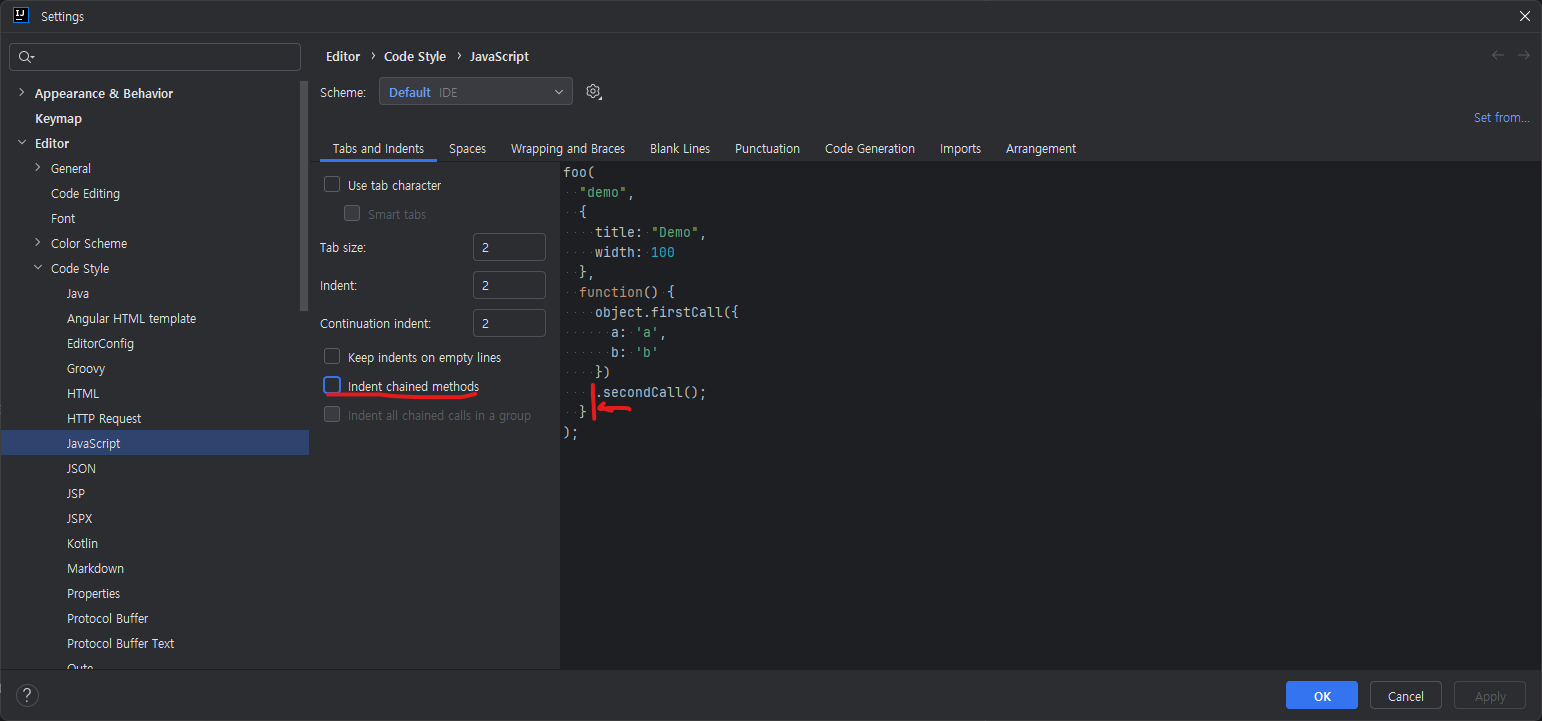 IJ
Settings
Editor › Code Style › JavaScript
Scheme: Default IDE
Set from...
Appearance & Behavior
Keymap
Editor
General
Code Editing
Font
Color Scheme
Code Style
Java
Angular HTML template
EditorConfig
Groovy
HTML
HTTP Request
JavaScript
JSON
JSP
JSPX
Kotlin
Markdown
Properties
Protocol Buffer
Protocol Buffer Text
Qute
Tabs and Indents Spaces Wrapping and Braces Blank Lines Punctuation Code Generation Imports Arrangement
Use tab character
Smart tabs
Tab size: 2
Indent: 2
Continuation indent: 2
Keep indents on empty lines
Indent chained methods
Indent all chained calls in a group
foo(
··"demo",
··{
····title: "Demo",
····width: 100
··},
··function() {
····object.firstCall({
······a: 'a',
······b: 'b'
····})
····.secondCall();
··}
);
?
OK Cancel Apply